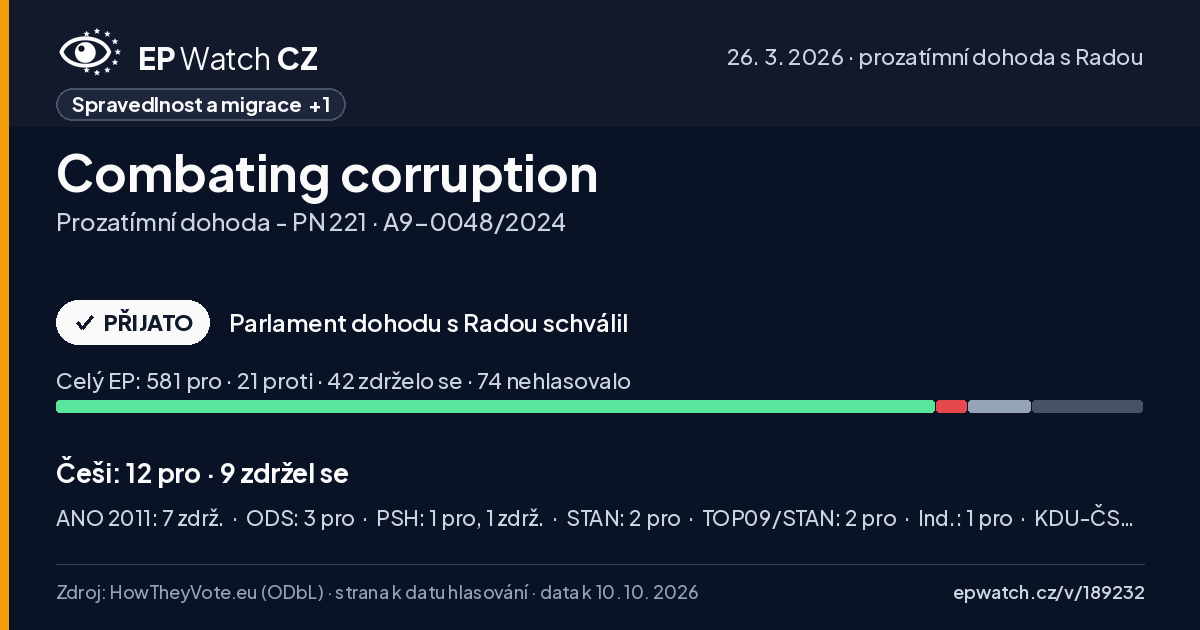 EP Watch CZ
26. 3. 2026 · prozatímní dohoda s Radou
Spravedlnost a migrace +1
Combating corruption
Prozatímní dohoda – PN 221 · A9-0048/2024
✓ PŘIJATO
Parlament dohodu s Radou schválil
Celý EP: 581 pro · 21 proti · 42 zdrželo se · 74 nehlasovalo
Češi: 12 pro · 9 zdržel se
ANO 2011: 7 zdrž. · ODS: 3 pro · PSH: 1 pro, 1 zdrž. · STAN: 2 pro · TOP09/STAN: 2 pro · Ind.: 1 pro · KDU-ČS…
Zdroj: HowTheyVote.eu (ODbL) · strana k datu hlasování · data k 10. 10. 2026
epwatch.cz/v/189232